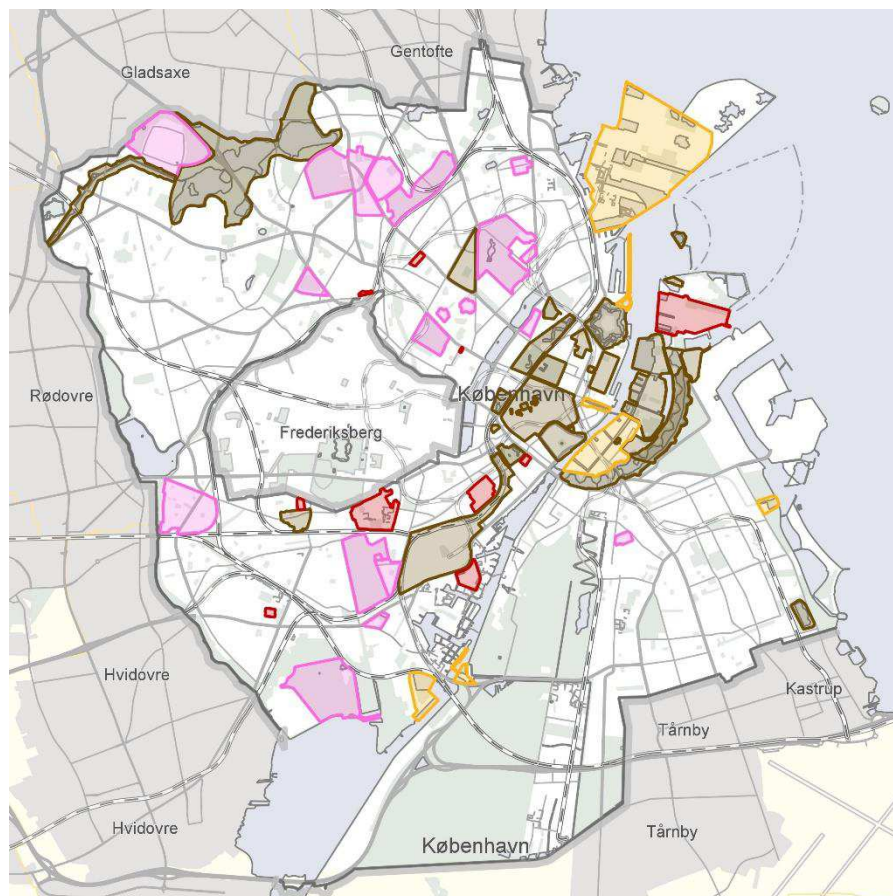 Gentofte
Gladsaxe
Rødovre
København
Frederiksberg
Hvidovre
Kastrup
Tårnby
Hvidovre
København
Tårnby